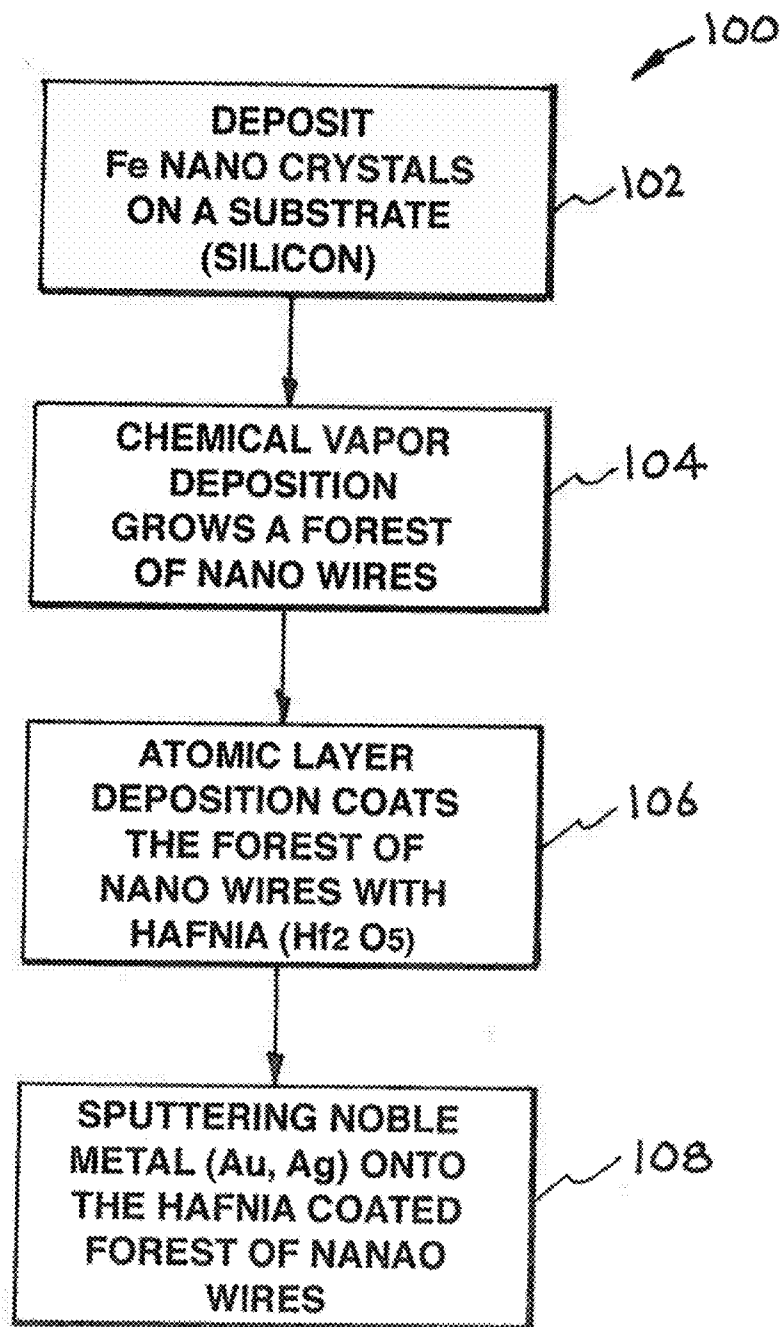 100
DEPOSIT
Fe NANO CRYSTALS
ON A SUBSTRATE
(SILICON)
102
CHEMICAL VAPOR
DEPOSITION
GROWS A FOREST
OF NANO WIRES
104
ATOMIC LAYER
DEPOSITION COATS
THE FOREST OF
NANO WIRES WITH
HAFNIA (Hf2 O5)
106
SPUTTERING NOBLE
METAL (Au, Ag) ONTO
THE HAFNIA COATED
FOREST OF NANAO
WIRES
108